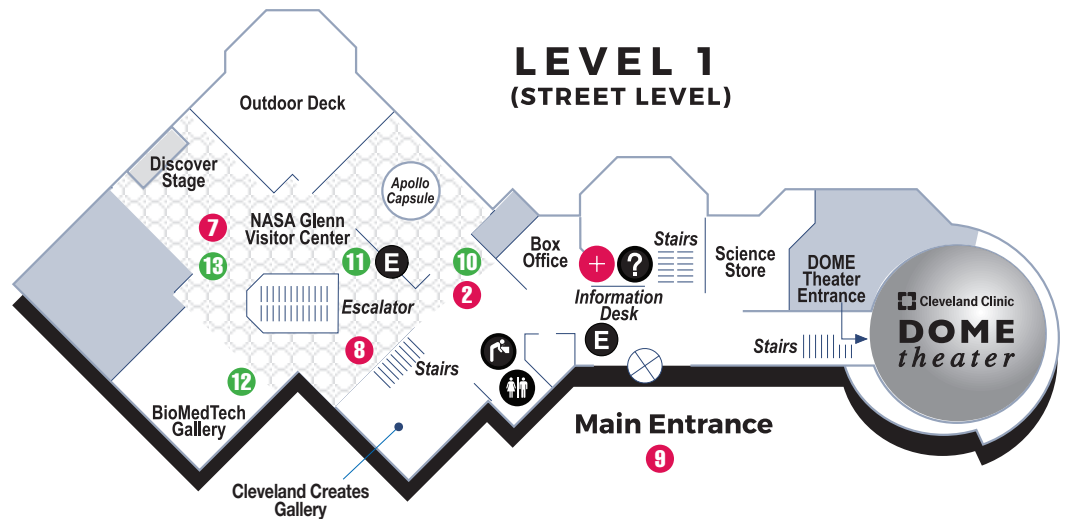 LEVEL 1
(STREET LEVEL)
Outdoor Deck
Discover
Stage
Apollo
Capsule
7
NASA Glenn
Visitor Center
13
11
E
10
2
Escalator
8
Stairs
12
BioMedTech
Gallery
Cleveland Creates
Gallery
Box
Office
+
?
Stairs
Information
Desk
E
Science
Store
DOME
Theater
Entrance
Stairs
Cleveland Clinic
DOME
theater
Main Entrance
9